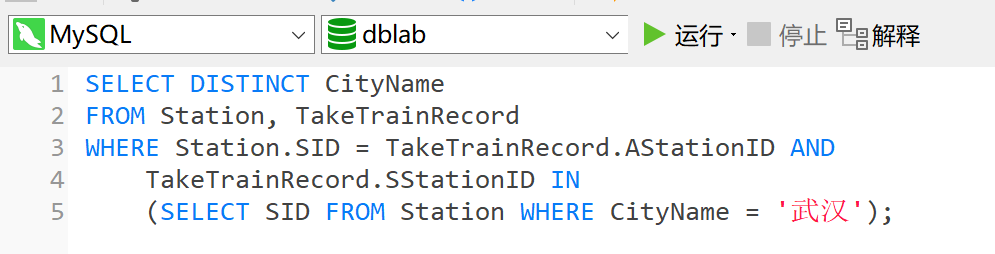 MySQL dblab 运行 停止 解释
1 SELECT DISTINCT CityName
2 FROM Station, TakeTrainRecord
3 WHERE Station.SID = TakeTrainRecord.AStationID AND
4 TakeTrainRecord.SStationID IN
5 (SELECT SID FROM Station WHERE CityName = '武汉');